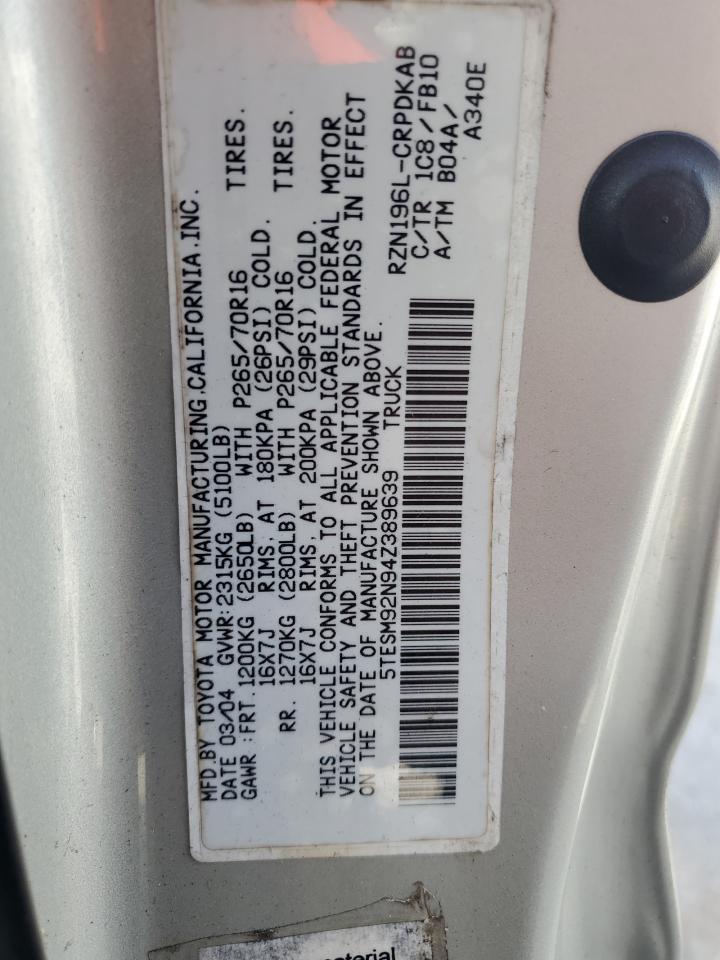 MFD.BY TOYOTA MOTOR MANUFACTURING,CALIFORNIA,INC.
DATE 03/04 GVWR:2315KG (5100LB)
GAWR :FRT.1200KG (2650LB) WITH P265/70R16 TIRES.
16X7J RIMS, AT 180KPA (26PSI) COLD.
RR. 1270KG (2800LB) WITH P265/70R16 TIRES.
16X7J RIMS, AT 200KPA (29PSI) COLD.
THIS VEHICLE CONFORMS TO ALL APPLICABLE FEDERAL MOTOR
VEHICLE SAFETY AND THEFT PREVENTION STANDARDS IN EFFECT
ON THE DATE OF MANUFACTURE SHOWN ABOVE.
5TESM92N94Z389639 TRUCK
RZN196L-CRPDKAB
C/TR 1C8/FB10
A/TM B04A/
A340E
material